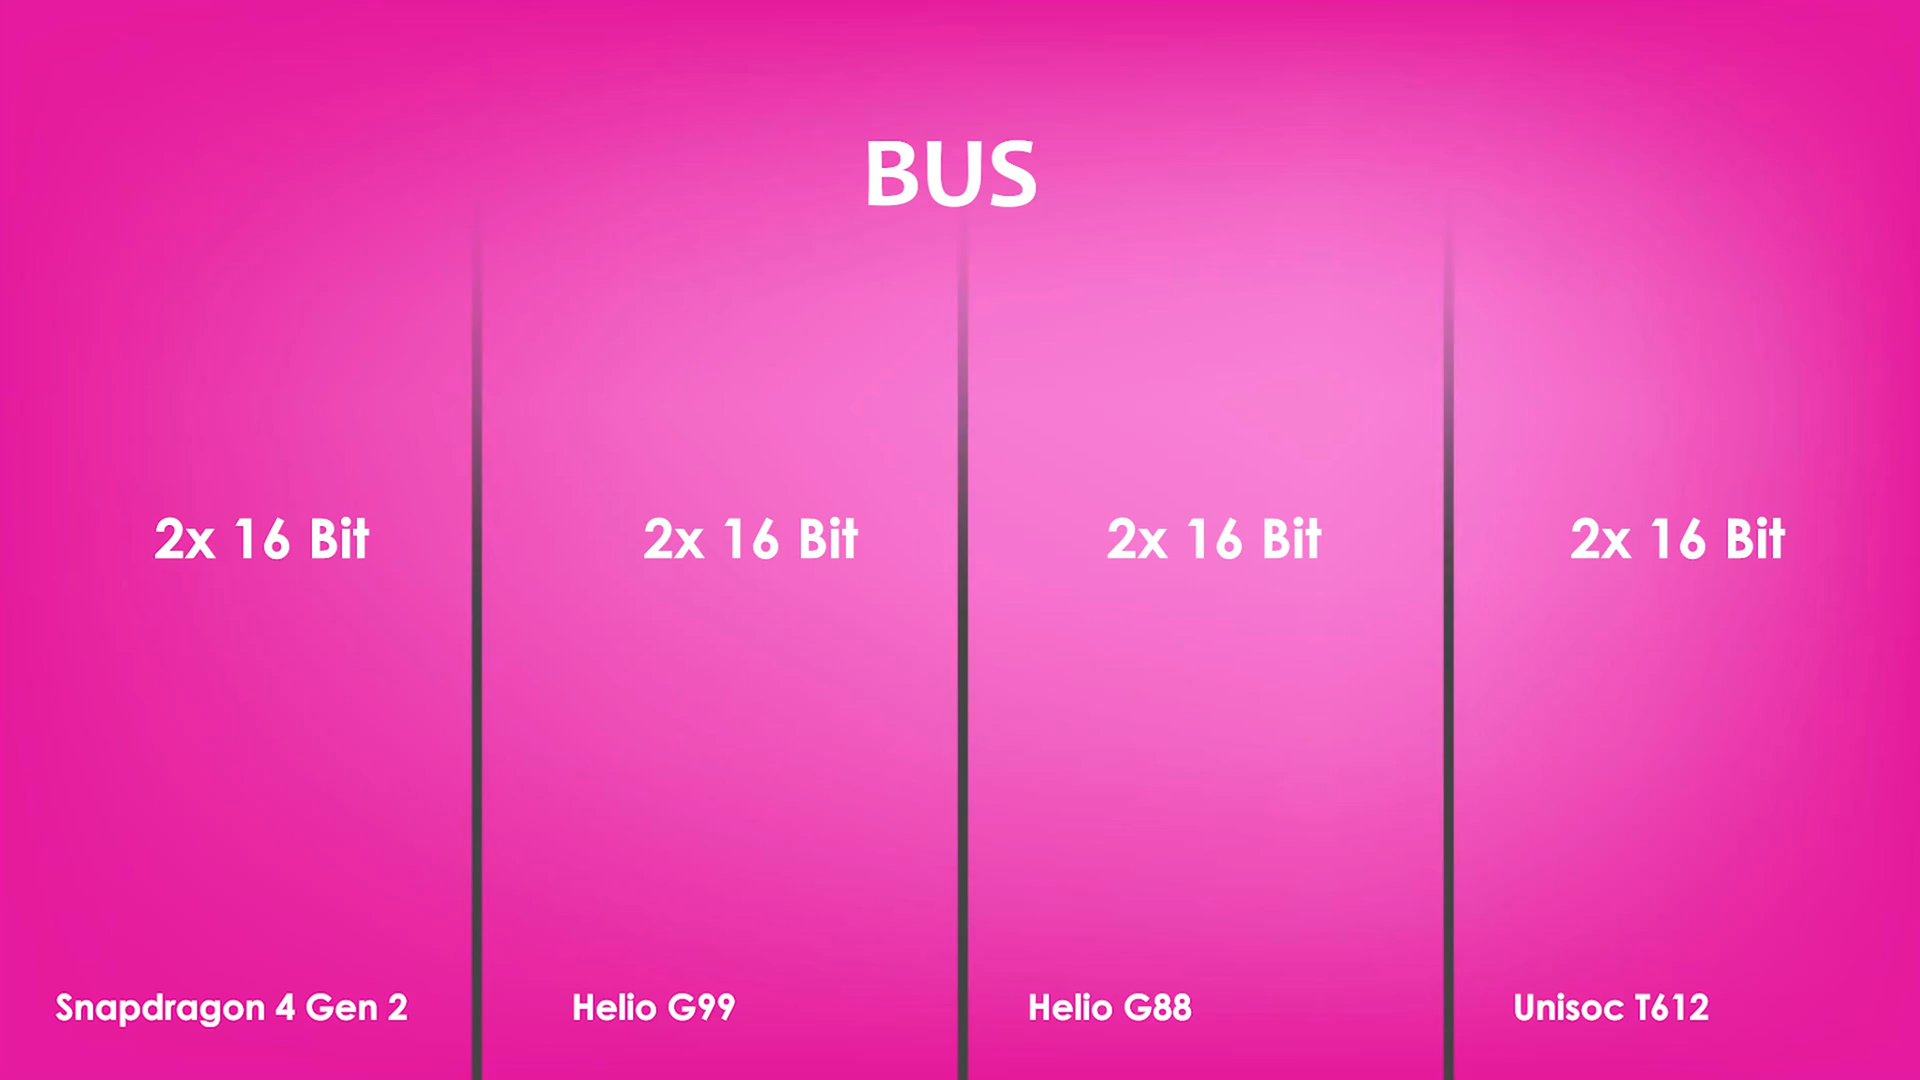 BUS
2x 16 Bit
2x 16 Bit
2x 16 Bit
2x 16 Bit
Snapdragon 4 Gen 2
Helio G99
Helio G88
Unisoc T612